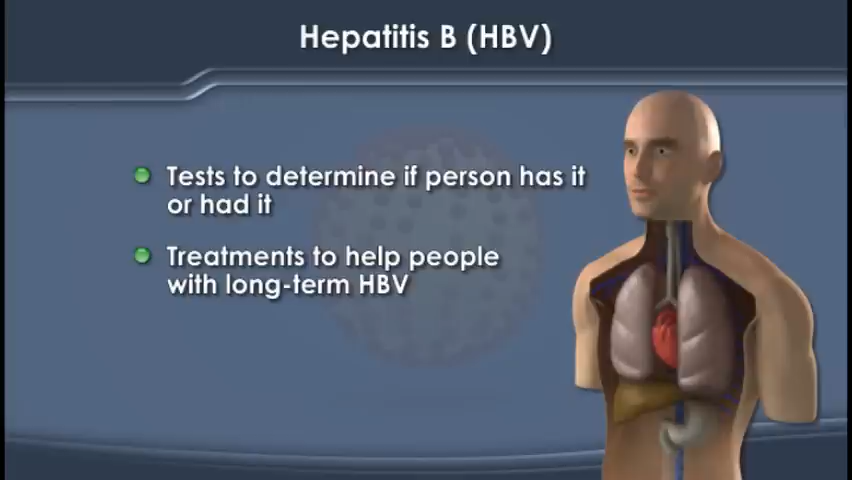 Hepatitis B (HBV)
Tests to determine if person has it
or had it
Treatments to help people
with long-term HBV